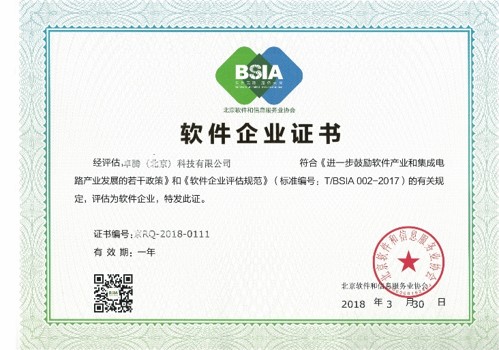 BSIA
北京软件和信息服务业协会
软件企业证书
经评估,卓腾（北京）科技有限公司 符合《进一步鼓励软件产业和集成电
路产业发展的若干政策》和《软件企业评估规范》（标准编号：T/BSIA 002-2017）的有关规
定，评估为软件企业，特发此证。
证书编号:京RQ-2018-0111
有 效 期：一年
北京软件和信息服务业协会
北京软件和信息服务业协会
2018 年 3 月 30 日